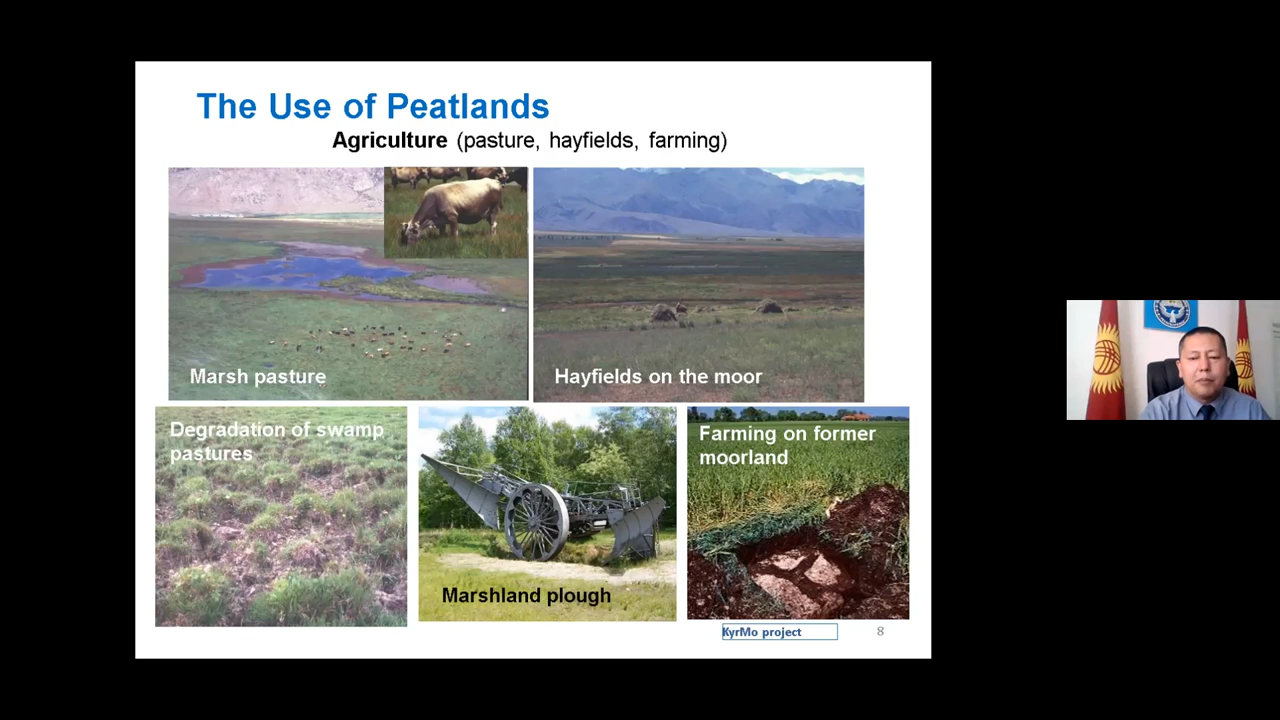 The Use of Peatlands
Agriculture (pasture, hayfields, farming)
Marsh pasture
Hayfields on the moor
Degradation of swamp
pastures
Marshland plough
Farming on former
moorland
KyrMo project
8